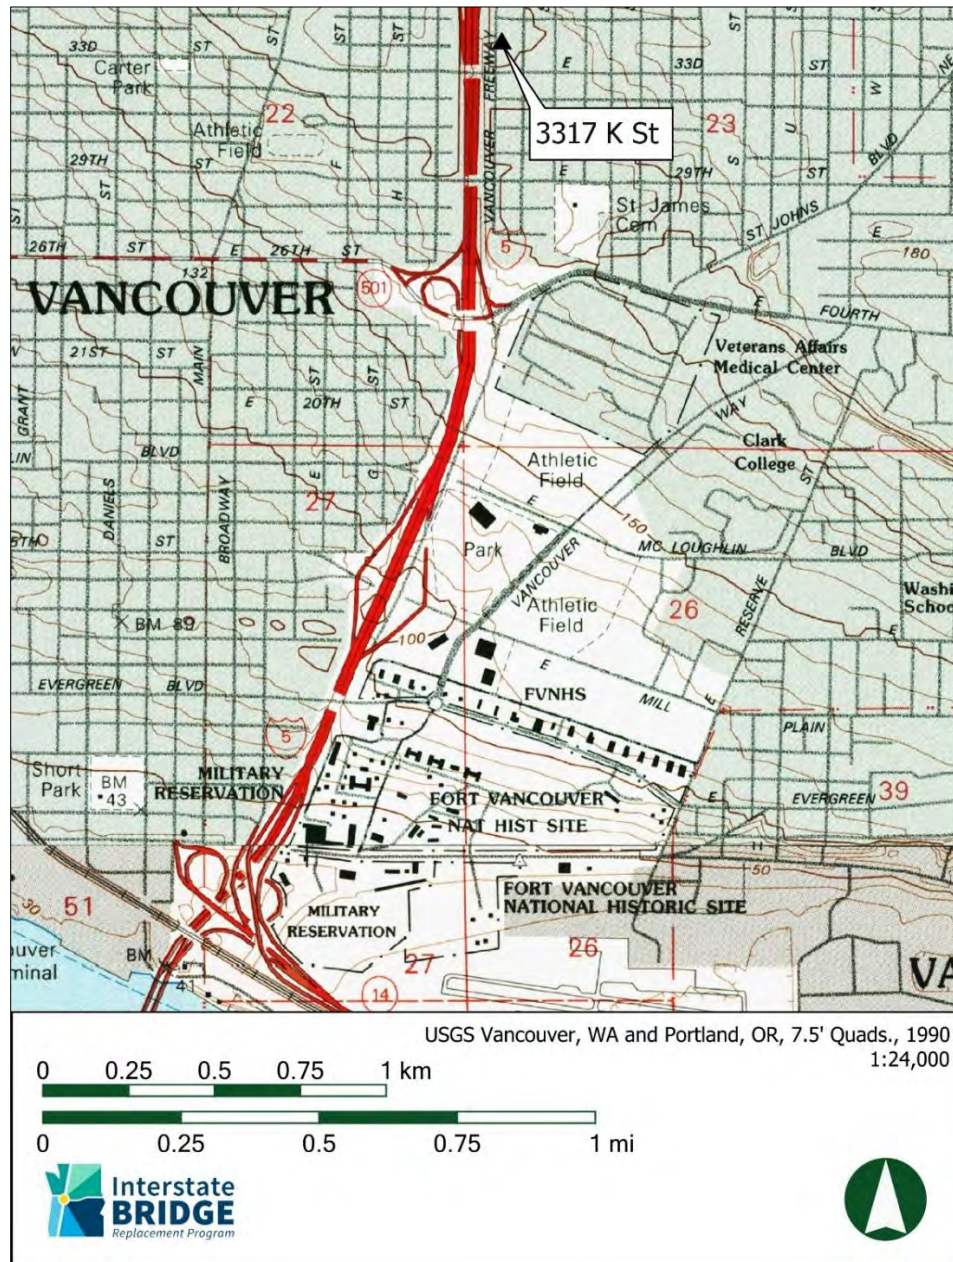 33D
ST
ST
ST
ST
E
33D
ST
Carter
Park
VANCOUVER FREEWAY
NE
W
22
3317 K St
23
U
Athletic
Field
S
BLVD
29TH
ST
F
H
E
29TH
ST
ST
ST
St James
Cem
ST JOHNS
E
26TH
ST
E
26TH
ST
5
180
132
501
VANCOUVER
E
FOURTH
21ST
ST
MAIN
ST
ST
Veterans Affairs
Medical Center
GRANT
E
20TH
ST
WAY
BLVD
Clark
College
ST
Athletic
Field
DANIELS
BROADWAY
27
E
G
E
150
ST
Park
MC LOUGHLIN
BLVD
VANCOUVER
Athletic
Field
26
RESERVE
Washi
Schoo
BM 89
100
E
E
EVERGREEN
BLVD
FVNHS
MILL
E
PLAIN
5
Short
Park
BM
43
MILITARY
RESERVATION
FORT VANCOUVER
NAT HIST SITE
E
EVERGREEN
39
50
51
30
FORT VANCOUVER
NATIONAL HISTORIC SITE
MILITARY
RESERVATION
ouver
minal
BM
41
27
26
VA
14
USGS Vancouver, WA and Portland, OR, 7.5' Quads., 1990
1:24,000
0 0.25 0.5 0.75 1 km
0 0.25 0.5 0.75 1 mi
Interstate
BRIDGE
Replacement Program